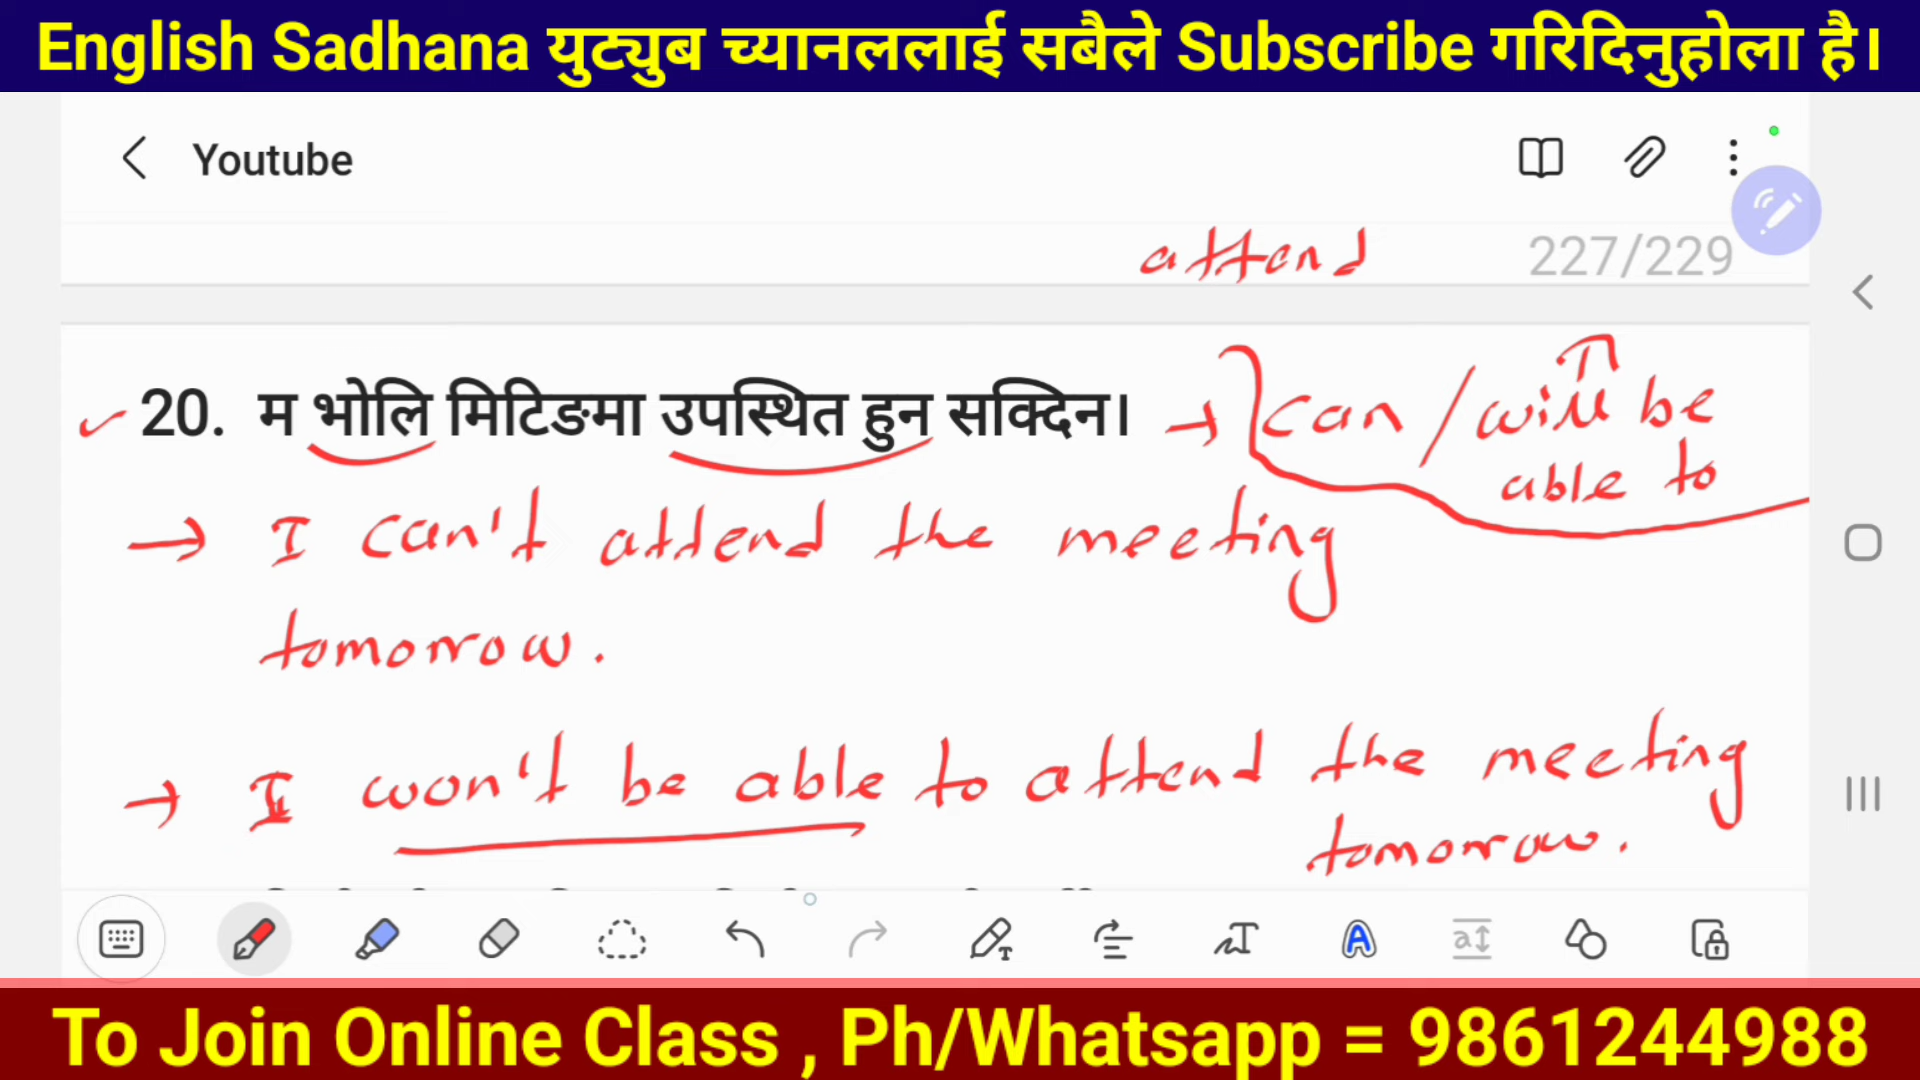 English Sadhana युट्युब च्यानललाई सबैले Subscribe गरिदिनुहोला है।
Youtube
attend
227/229
20. म भोलि मिटिङमा उपस्थित हुन सक्दिन। → can / will be
able to
→ I can't attend the meeting
tomorrow.
→ I won't be able to attend the meeting
tomorrow.
To Join Online Class , Ph/Whatsapp = 9861244988